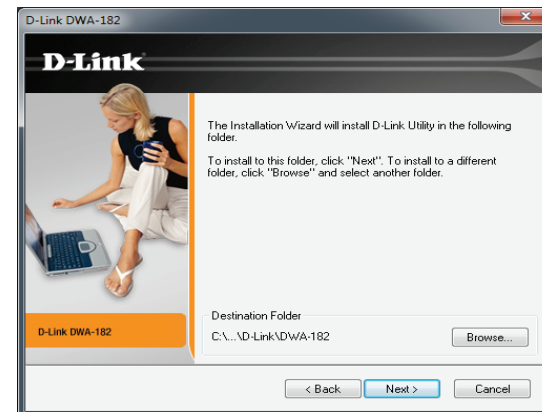 D-Link DWA-182
D-Link
The Installation Wizard will install D-Link Utility in the following
folder.
To install to this folder, click "Next". To install to a different
folder, click "Browse" and select another folder.
Destination Folder
C:\...\D-Link\DWA-182
Browse...
D-Link DWA-182
< Back
Next >
Cancel